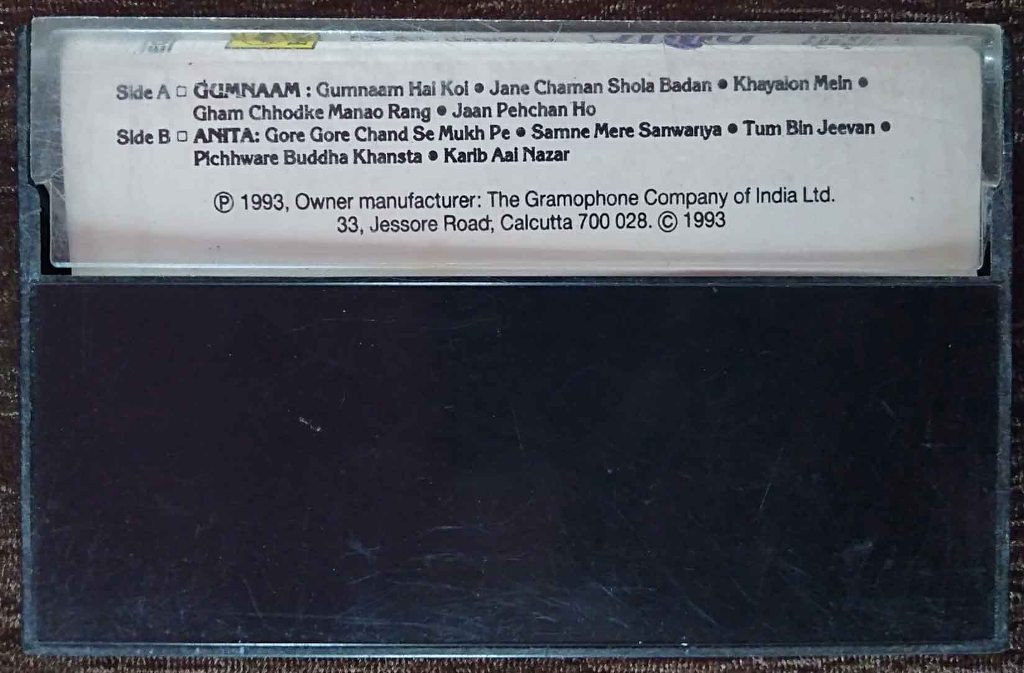 Side A □ GUMNAAM : Gumnaam Hai Koi ● Jane Chaman Shola Badan ● Khayalon Mein ●
Gham Chhodke Manao Rang ● Jaan Pehchan Ho
Side B □ ANITA: Gore Gore Chand Se Mukh Pe ● Samne Mere Sanwariya ● Tum Bin Jeevan ●
Pichhware Buddha Khansta ● Karib Aai Nazar
Ⓟ 1993, Owner manufacturer: The Gramophone Company of India Ltd.
33, Jessore Road, Calcutta 700 028. © 1993